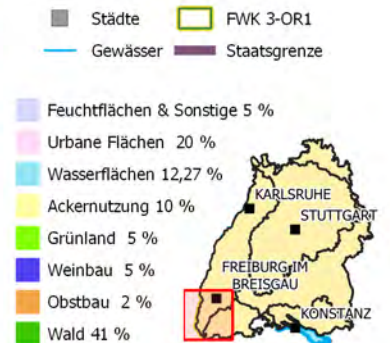 Städte FWK 3-OR1
Gewässer Staatsgrenze
Feuchtflächen & Sonstige 5 %
Urbane Flächen 20 %
Wasserflächen 12,27 %
Ackernutzung 10 %
Grünland 5 %
Weinbau 5 %
Obstbau 2 %
Wald 41 %
KARLSRUHE
STUTTGART
FREIBURG IM
BREISGAU
KONSTANZ